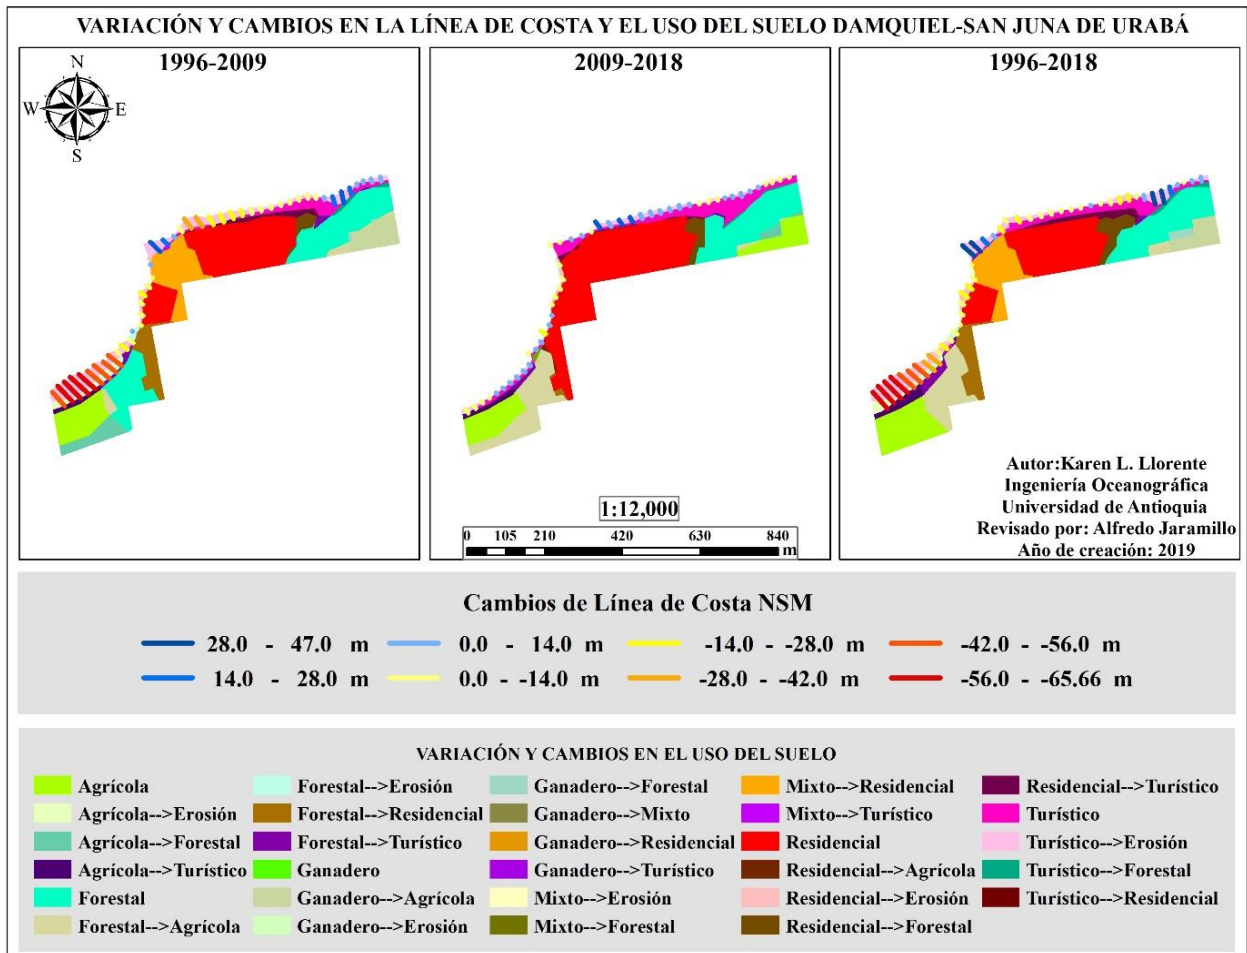 VARIACIÓN Y CAMBIOS EN LA LÍNEA DE COSTA Y EL USO DEL SUELO DAMQUIEL-SAN JUNA DE URABÁ
1996-2009
2009-2018
1996-2018
N
W
E
S
Autor:Karen L. Llorente
Ingeniería Oceanográfica
Universidad de Antioquia
Revisado por: Alfredo Jaramillo
Año de creación: 2019
1:12,000
0 105 210 420 630 840
m
Cambios de Línea de Costa NSM
28.0 - 47.0 m
0.0 - 14.0 m
-14.0 - -28.0 m
-42.0 - -56.0 m
14.0 - 28.0 m
0.0 - -14.0 m
-28.0 - -42.0 m
-56.0 - -65.66 m
VARIACIÓN Y CAMBIOS EN EL USO DEL SUELO
Agrícola
Agrícola-->Erosión
Agrícola-->Forestal
Agrícola-->Turístico
Forestal
Forestal-->Agrícola
Forestal-->Erosión
Forestal-->Residencial
Forestal-->Turístico
Ganadero
Ganadero-->Agrícola
Ganadero-->Erosión
Ganadero-->Forestal
Ganadero-->Mixto
Ganadero-->Residencial
Ganadero-->Turístico
Mixto-->Erosión
Mixto-->Forestal
Mixto-->Residencial
Mixto-->Turístico
Residencial
Residencial-->Agrícola
Residencial-->Erosión
Residencial-->Forestal
Residencial-->Turístico
Turístico
Turístico-->Erosión
Turístico-->Forestal
Turístico-->Residencial